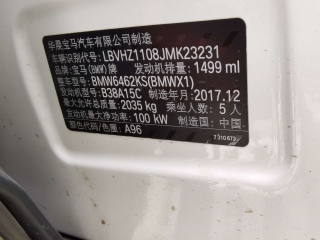 华晨宝马汽车有限公司制造
车辆识别代号: LBVHZ1108JMK23231
品牌: 宝马(BMW)牌 发动机排量: 1499 ml
整车型号: BMW6462KS(BMWX1)
发动机型号: B38A15C 制造年月: 2017.12
最大允许总质量: 2035 kg 乘坐人数: 5 人
发动机最大净功率: 100 kW 制造国: 中国
颜色代码/色盘: A96
7310673